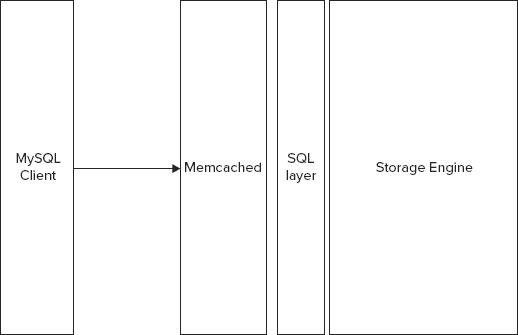 MySQL
Client
Memcached
SQL
layer
Storage Engine